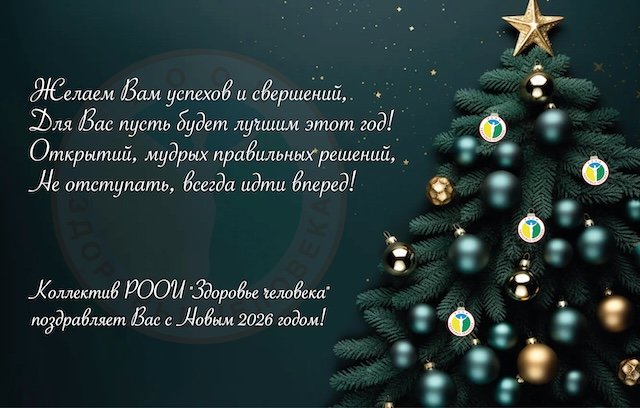 Желаем Вам успехов и свершений,
Для Вас пусть будет лучшим этот год!
Открытий, мудрых правильных решений,
Не отступать, всегда идти вперед!
Коллектив РООИ "Здоровье человека"
поздравляет Вас с Новым 2026 годом!